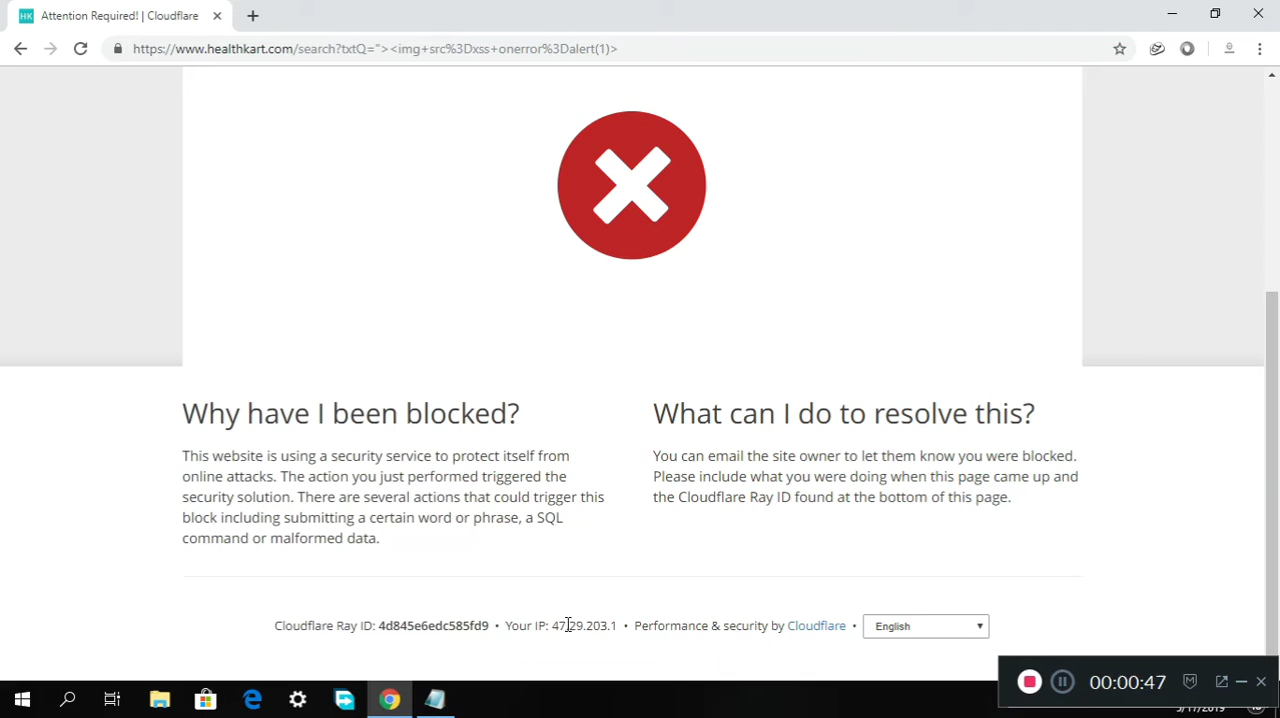 HK Attention Required! | Cloudflare
https://www.healthkart.com/search?txtQ="><img+src%3Dxss+onerror%3Dalert(1)>
Why have I been blocked?
This website is using a security service to protect itself from
online attacks. The action you just performed triggered the
security solution. There are several actions that could trigger this
block including submitting a certain word or phrase, a SQL
command or malformed data.
What can I do to resolve this?
You can email the site owner to let them know you were blocked.
Please include what you were doing when this page came up and
the Cloudflare Ray ID found at the bottom of this page.
Cloudflare Ray ID: 4d845e6edc585fd9 • Your IP: 47.29.203.1 • Performance & security by Cloudflare • English
00:00:47